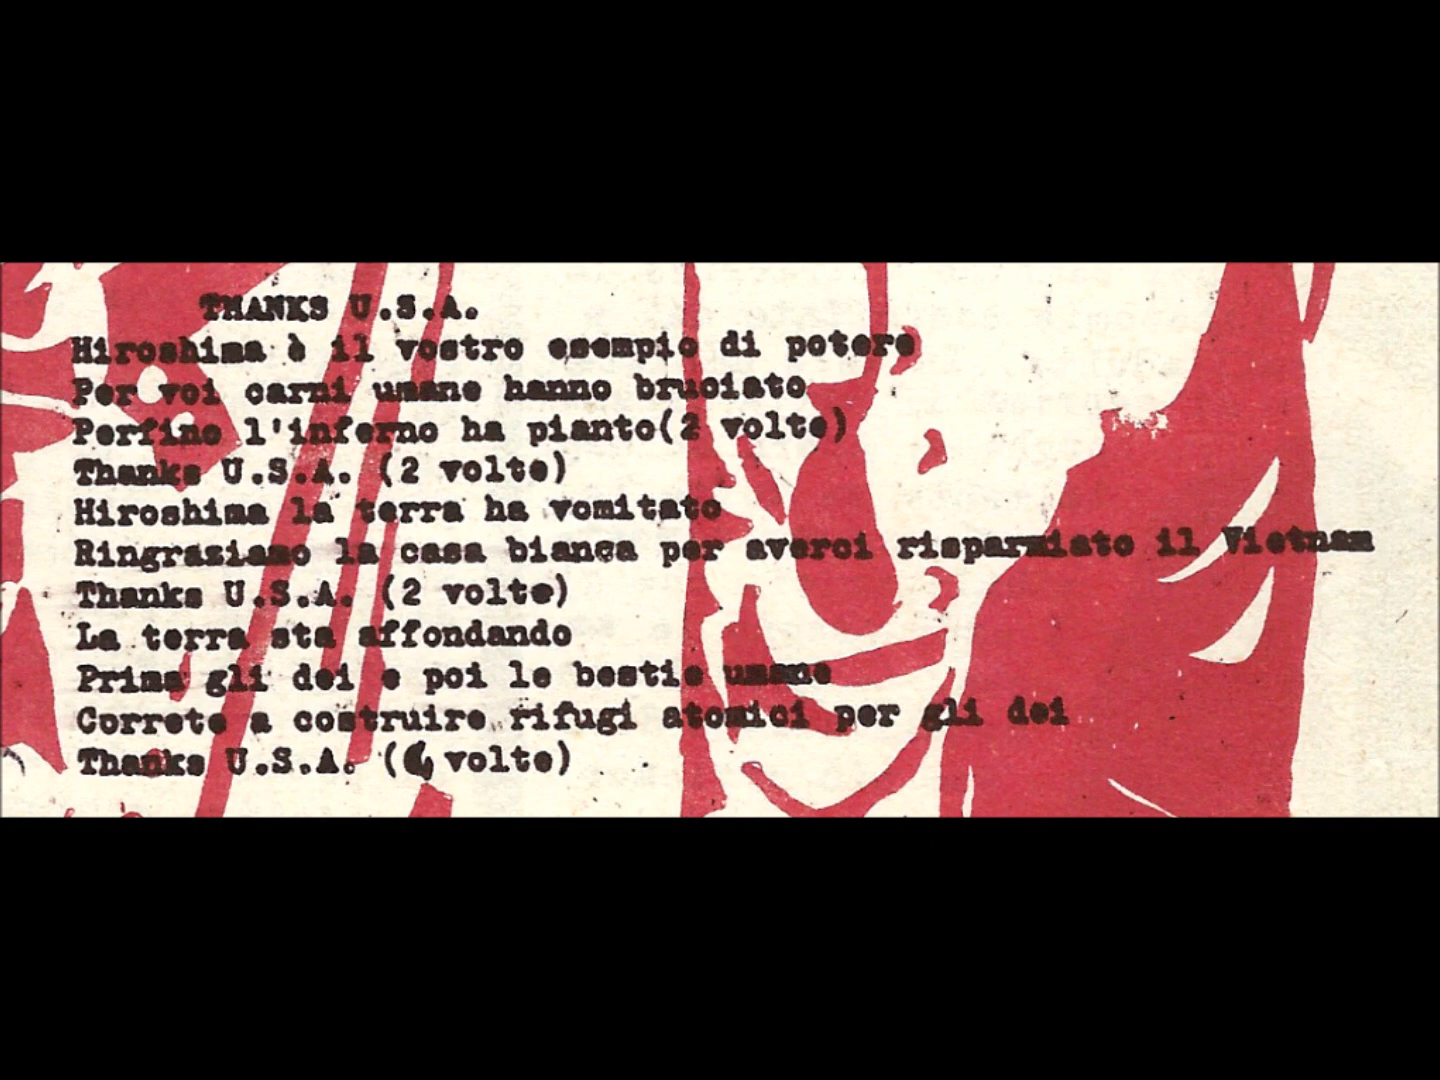 THANKS U.S.A.
Hiroshima è il vostro esempio di potere
Per voi carni umane hanno bruciato
Perfino l'inferno ha pianto(2 volte)
Thanks U.S.A. (2 volte)
Hiroshima la terra ha vomitato
Ringraziamo la casa bianca per averci risparmiato il Vietnam
Thanks U.S.A. (2 volte)
La terra sta affondando
Prima gli dei e poi le bestie umane
Correte a costruire rifugi atomici per gli dei
Thanks U.S.A. ( volte)